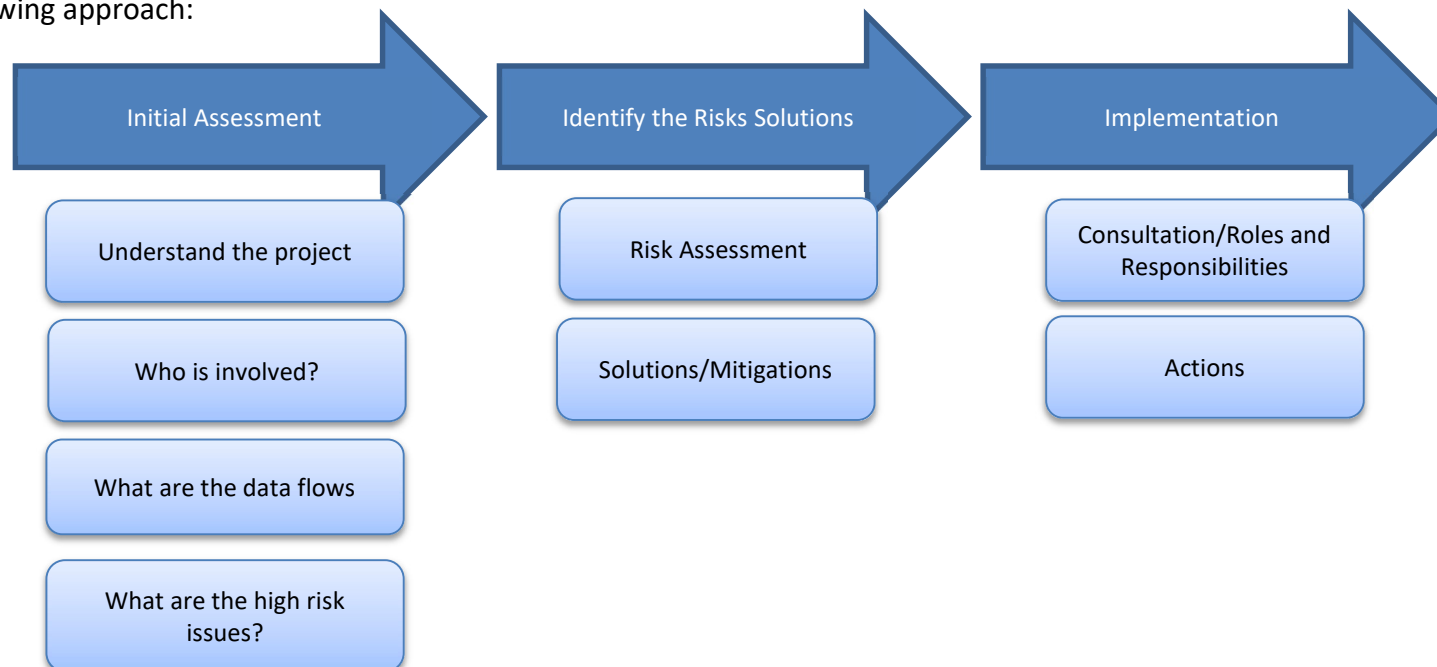 wing approach:
Initial Assessment
Identify the Risks Solutions
Implementation
Understand the project
Who is involved?
What are the data flows
What are the high risk
issues?
Risk Assessment
Solutions/Mitigations
Consultation/Roles and
Responsibilities
Actions